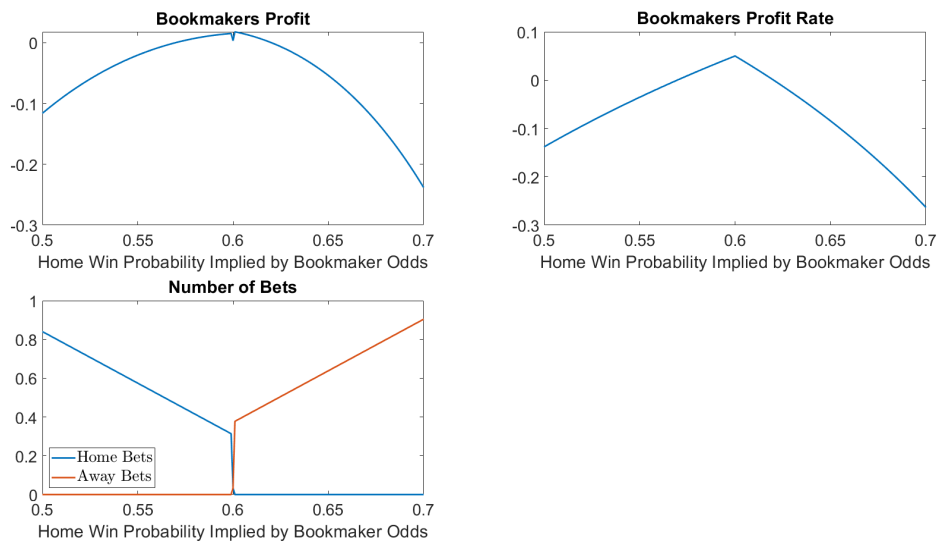 Bookmakers Profit
0
-0.1
-0.2
-0.3
0.5 0.55 0.6 0.65 0.7
Home Win Probability Implied by Bookmaker Odds
Bookmakers Profit Rate
0.1
0
-0.1
-0.2
-0.3
0.5 0.55 0.6 0.65 0.7
Home Win Probability Implied by Bookmaker Odds
Number of Bets
1
0.8
0.6
0.4
0.2
0
Home Bets
Away Bets
0.5 0.55 0.6 0.65 0.7
Home Win Probability Implied by Bookmaker Odds